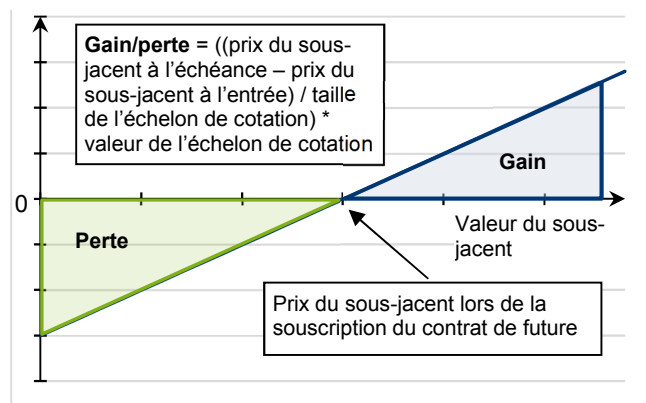 Gain/perte = ((prix du sous-
jacent à l'échéance – prix du
sous-jacent à l'entrée) / taille
de l'échelon de cotation) *
valeur de l'échelon de cotation
Gain
0
Valeur du sous-
jacent
Perte
Prix du sous-jacent lors de la
souscription du contrat de future